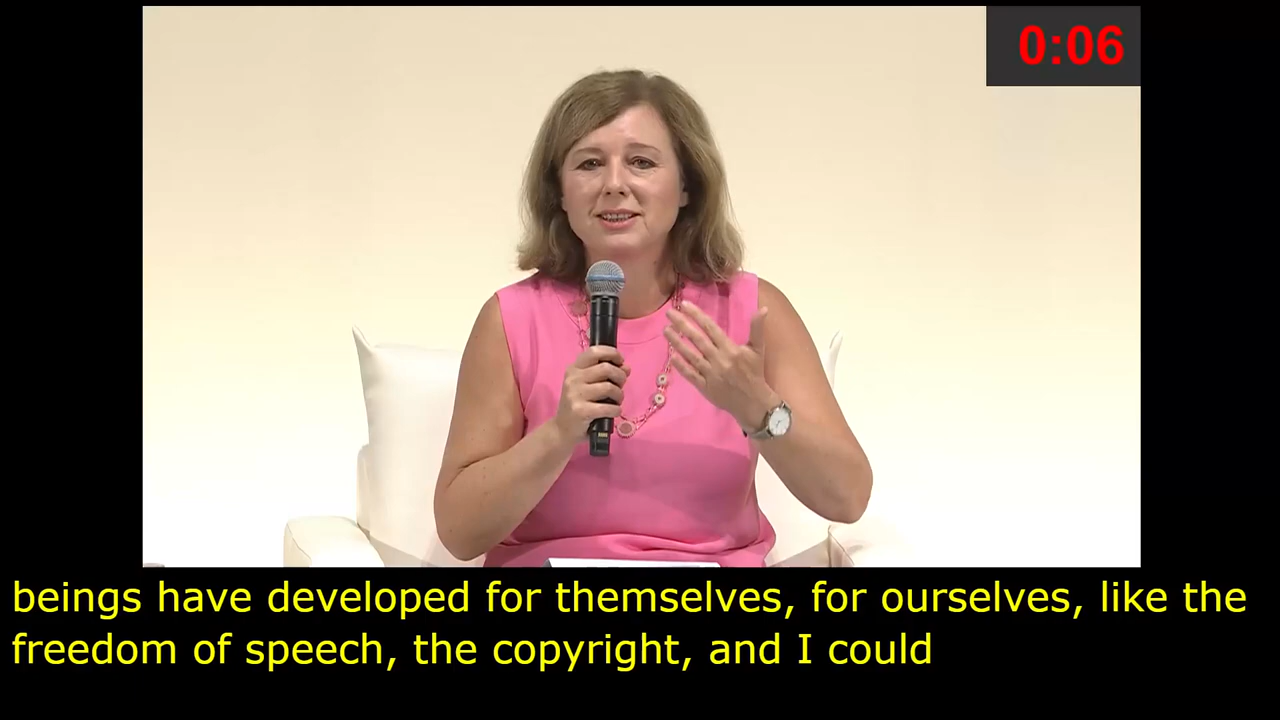 0:06
beings have developed for themselves, for ourselves, like the
freedom of speech, the copyright, and I could